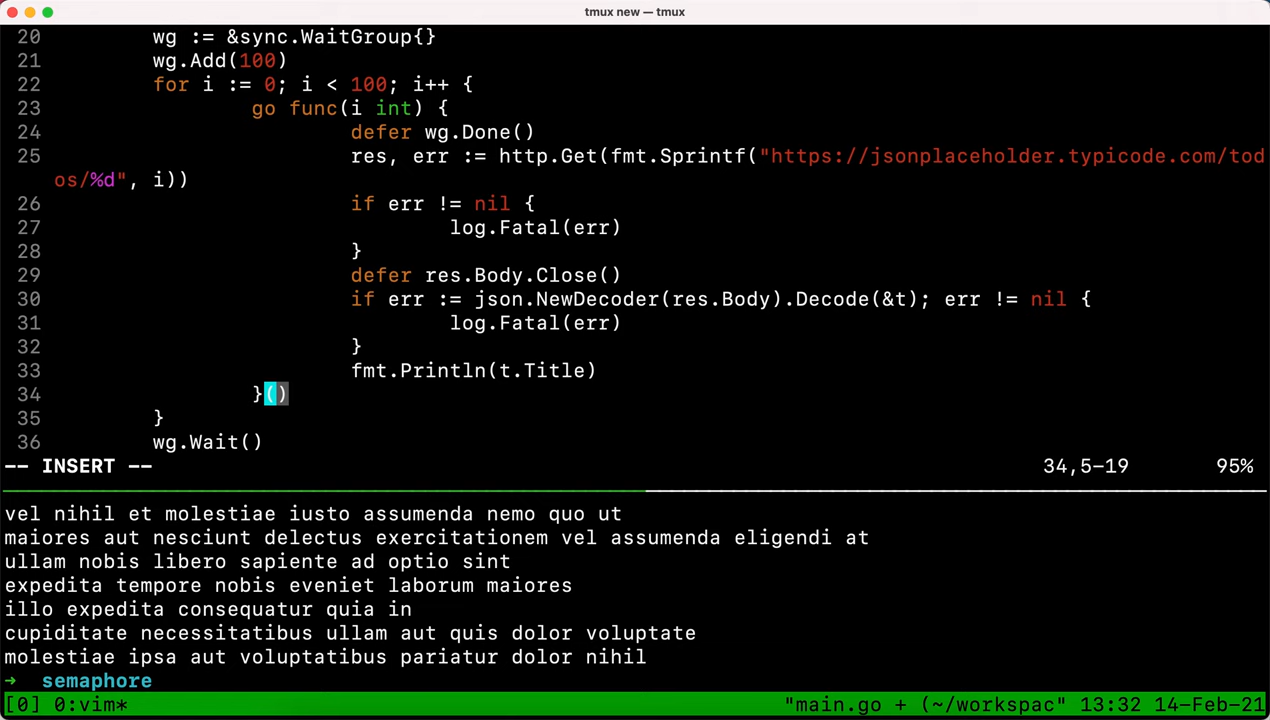 tmux new — tmux
20 wg := &sync.WaitGroup{}
21 wg.Add(100)
22 for i := 0; i < 100; i++ {
23 go func(i int) {
24 defer wg.Done()
25 res, err := http.Get(fmt.Sprintf("https://jsonplaceholder.typicode.com/tod
os/%d", i))
26 if err != nil {
27 log.Fatal(err)
28 }
29 defer res.Body.Close()
30 if err := json.NewDecoder(res.Body).Decode(&t); err != nil {
31 log.Fatal(err)
32 }
33 fmt.Println(t.Title)
34 }()
35 }
36 wg.Wait()
-- INSERT -- 34,5-19 95%
vel nihil et molestiae iusto assumenda nemo quo ut
maiores aut nesciunt delectus exercitationem vel assumenda eligendi at
ullam nobis libero sapiente ad optio sint
expedita tempore nobis eveniet laborum maiores
illo expedita consequatur quia in
cupiditate necessitatibus ullam aut quis dolor voluptate
molestiae ipsa aut voluptatibus pariatur dolor nihil
➜ semaphore
[0] 0:vim* "main.go + (~/workspac" 13:32 14-Feb-21